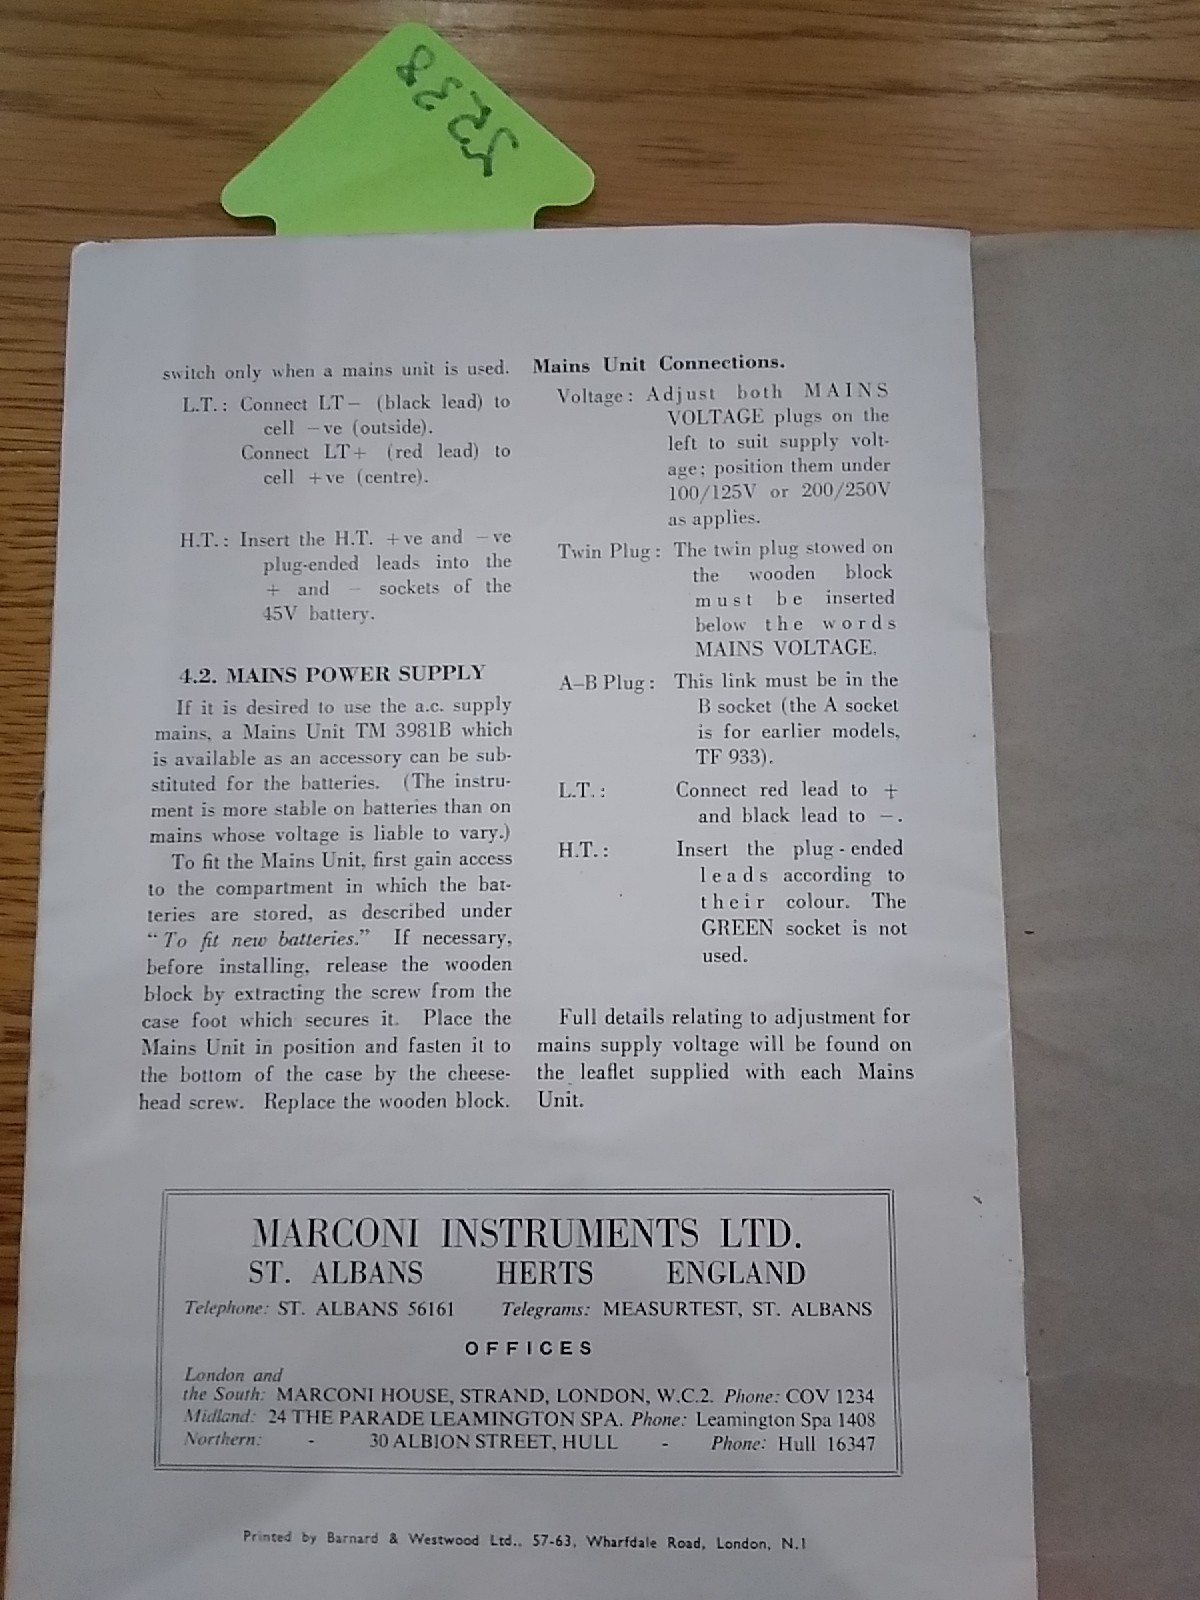 5238
switch only when a mains unit is used.
L.T.: Connect LT− (black lead) to
cell −ve (outside).
Connect LT+ (red lead) to
cell +ve (centre).
H.T.: Insert the H.T. +ve and −ve
plug-ended leads into the
+ and − sockets of the
45V battery.
4.2. MAINS POWER SUPPLY
If it is desired to use the a.c. supply
mains, a Mains Unit TM 3981B which
is available as an accessory can be sub-
stituted for the batteries. (The instru-
ment is more stable on batteries than on
mains whose voltage is liable to vary.)
To fit the Mains Unit, first gain access
to the compartment in which the bat-
teries are stored, as described under
“To fit new batteries.” If necessary,
before installing, release the wooden
block by extracting the screw from the
case foot which secures it. Place the
Mains Unit in position and fasten it to
the bottom of the case by the cheese-
head screw. Replace the wooden block.
Mains Unit Connections.
Voltage: Adjust both MAINS
VOLTAGE plugs on the
left to suit supply volt-
age; position them under
100/125V or 200/250V
as applies.
Twin Plug: The twin plug stowed on
the wooden block
must be inserted
below the words
MAINS VOLTAGE.
A–B Plug: This link must be in the
B socket (the A socket
is for earlier models,
TF 933).
L.T.: Connect red lead to +
and black lead to −.
H.T.: Insert the plug-ended
leads according to
their colour. The
GREEN socket is not
used.
Full details relating to adjustment for
mains supply voltage will be found on
the leaflet supplied with each Mains
Unit.
MARCONI INSTRUMENTS LTD.
ST. ALBANS HERTS ENGLAND
Telephone: ST. ALBANS 56161 Telegrams: MEASURTEST, ST. ALBANS
OFFICES
London and
the South: MARCONI HOUSE, STRAND, LONDON, W.C.2. Phone: COV 1234
Midland: 24 THE PARADE LEAMINGTON SPA. Phone: Leamington Spa 1408
Northern: - 30 ALBION STREET, HULL - Phone: Hull 16347
Printed by Barnard & Westwood Ltd., 57-63, Wharfdale Road, London, N.1